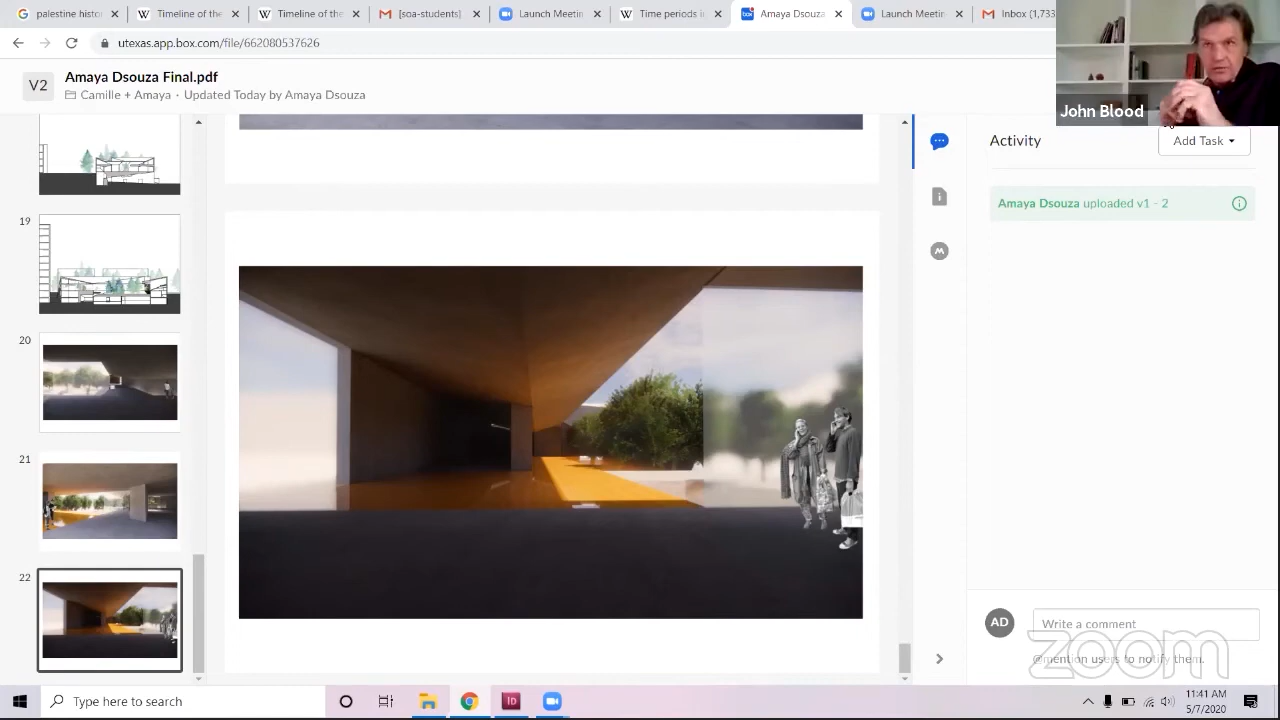 palestine histor
Timeline of the
Timeline of the
[soa-students]
Launch Meetin
Time periods i
Amaya Dsouza
Launch Meetin
Inbox (1,733
utexas.app.box.com/file/662080537626
V2
Amaya Dsouza Final.pdf
Camille + Amaya · Updated Today by Amaya Dsouza
John Blood
Activity
Add Task
Amaya Dsouza uploaded v1 - 2
19
20
21
22
AD
Write a comment
@mention users to notify them.
zoom
Type here to search
11:41 AM
5/7/2020